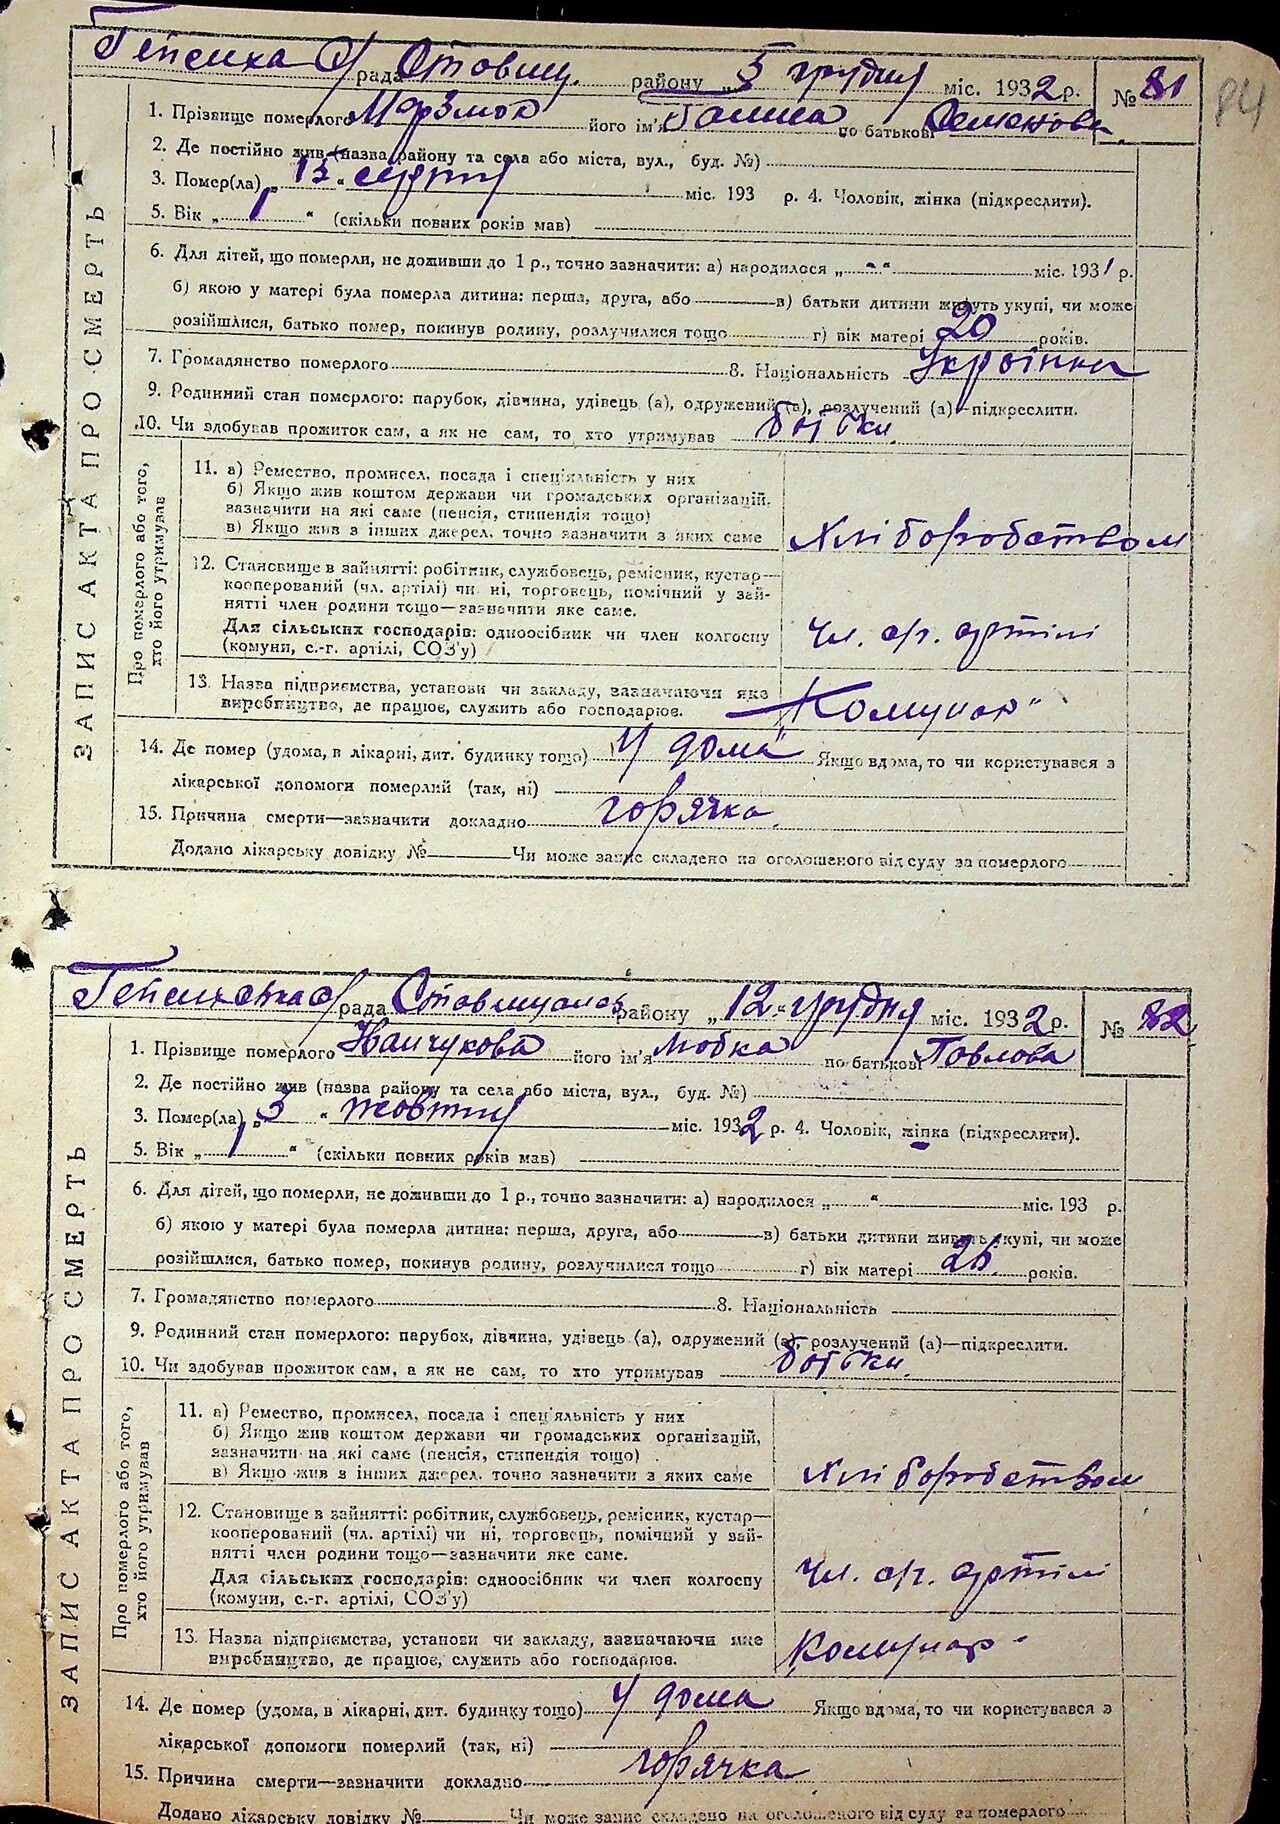 84
Гепсиха с/рада Ставищ. району „5 грудня міс. 1932 р. № 81
1. Прізвище померлого Марзмон його ім'я Галина по батькові Семенова
2. Де постійно жив (назва району та села або міста, вул., буд. №)
3. Помер(ла) „15“ серпня міс. 193 р. 4. Чоловік, жінка (підкреслити).
5. Вік „1“ (скільки повних років мав)
6. Для дітей, що померли, не доживши до 1 р., точно зазначити: а) народилося „-“ міс. 1931 р.
б) якою у матері була померла дитина: перша, друга, або в) батьки дитини живуть укупі, чи може
розійшлися, батько помер, покинув родину, розлучилися тощо г) вік матері 20 років.
7. Громадянство померлого 8. Національність Українка
9. Родинний стан померлого: парубок, дівчина, удівець (а), одружений (а), розлучений (а)—підкреслити.
10. Чи здобував прожиток сам, а як не сам, то хто утримував батьки
ЗАПИС АКТА ПРО СМЕРТЬ
Про померлого або того,
хто його утримував
11. а) Ремество, промисел, посада і спеціяльність у них
б) Якщо жив коштом держави чи громадських організацій,
зазначити на які саме (пенсія, стипендія тощо)
в) Якщо жив з інших джерел, точно зазначити з яких саме Хліборобством
12. Становище в зайнятті: робітник, службовець, ремісник, кустар—
кооперований (чл. артілі) чи ні, торговець, помічний у зай-
нятті член родини тощо—зазначити яке саме.
Для сільських господарів: одноосібник чи член колгоспу
(комуни, с.-г. артілі, СОЗ'у) Чл. с/г. артілі
13. Назва підприємства, установи чи закладу, зазначаючи яке
виробництво, де працює, служить або господарює. Комунар"
14. Де помер (удома, в лікарні, дит. будинку тощо) У дома Якщо вдома, то чи користувався з
лікарської допомоги померлий (так, ні)
15. Причина смерти—зазначити докладно горячка
Додано лікарську довідку № Чи може запис складено на оголошеного від суду за померлого
Гепсиховка с/рада Ставищанск району „12“ грудня міс. 1932 р. № 82
1. Прізвище померлого його ім'я по батькові Павлова
2. Де постійно жив (назва району та села або міста, вул., буд. №)
3. Помер(ла) „3“ жовтня міс. 1932 р. 4. Чоловік, жінка (підкреслити).
5. Вік „1“ (скільки повних років мав)
6. Для дітей, що померли, не доживши до 1 р., точно зазначити: а) народилося „ “ міс. 193 р.
б) якою у матері була померла дитина: перша, друга, або в) батьки дитини живуть укупі, чи може
розійшлися, батько помер, покинув родину, розлучилися тощо г) вік матері 26 років.
7. Громадянство померлого 8. Національність
9. Родинний стан померлого: парубок, дівчина, удівець (а), одружений (а), розлучений (а)—підкреслити.
10. Чи здобував прожиток сам, а як не сам, то хто утримував батьки
ЗАПИС АКТА ПРО СМЕРТЬ
Про померлого або того,
хто його утримував
11. а) Ремество, промисел, посада і спец'яльність у них
б) Якщо жив коштом держави чи громадських організацій,
зазначити на які саме (пенсія, стипендія тощо)
в) Якщо жив з інших джерел, точно зазначити з яких саме Хліборобством
12. Становище в зайнятті: робітник, службовець, ремісник, кустар—
кооперований (чл. артілі) чи ні, торговець, помічний у зай-
нятті член родини тощо—зазначити яке саме.
Для сільських господарів: одноосібник чи член колгоспу
(комуни, с.-г. артілі, СОЗ'у) Чл. с/г. артілі
13. Назва підприємства, установи чи закладу, зазначаючи яке
виробництво, де працює, служить або господарює. Комунар
14. Де помер (удома, в лікарні, дит. будинку тощо) У дома Якщо вдома, то чи користувався з
лікарської допомоги померлий (так, ні)
15. Причина смерти—зазначити докладно горячка
Додано лікарську довідку № Чи може запис складено на оголошеного від суду за померлого